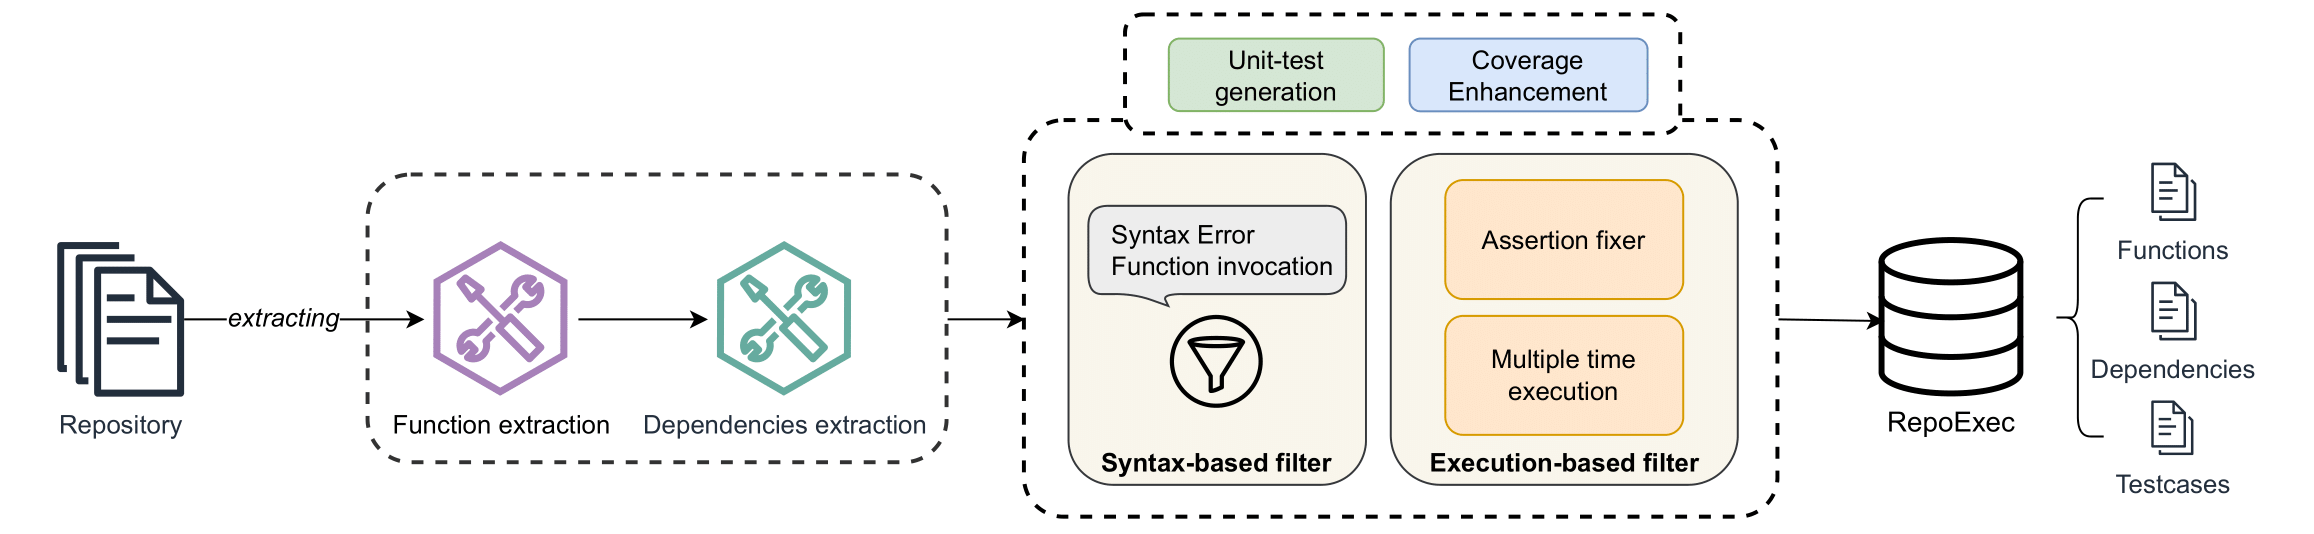 Unit-test
generation
Coverage
Enhancement
Repository
extracting
Function extraction
Dependencies extraction
Syntax Error
Function invocation
Syntax-based filter
Assertion fixer
Multiple time
execution
Execution-based filter
RepoExec
Functions
Dependencies
Testcases